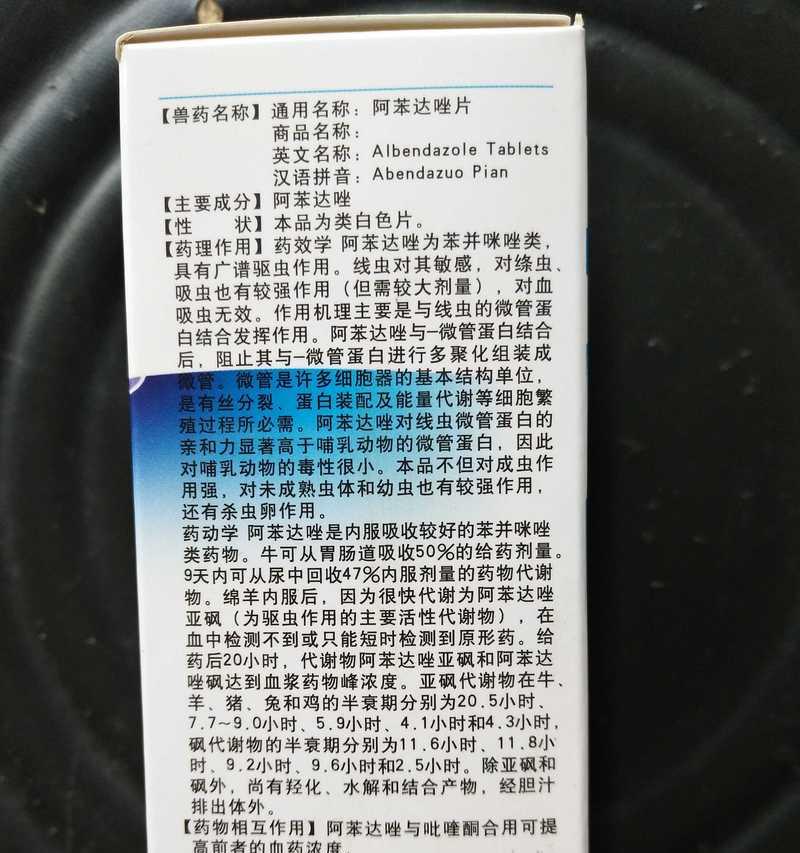 【兽药名称】通用名称：阿苯达唑片
商品名称：
英文名称：Albendazole Tablets
汉语拼音：Abendazuo Pian
【主要成分】阿苯达唑
【性 状】本品为类白色片。
【药理作用】药效学 阿苯达唑为苯并咪唑类，
具有广谱驱虫作用。线虫对其敏感，对绦虫、
吸虫也有较强作用（但需较大剂量），对血
吸虫无效。作用机理主要是与线虫的微管蛋
白结合发挥作用。阿苯达唑与—微管蛋白结合
后，阻止其与—微管蛋白进行多聚化组装成
微管。微管是许多细胞器的基本结构单位，
是有丝分裂、蛋白装配及能量代谢等细胞繁
殖过程所必需。阿苯达唑对线虫微管蛋白的
亲和力显著高于哺乳动物的微管蛋白，因此
对哺乳动物的毒性很小。本品不但对成虫作
用强，对未成熟虫体和幼虫也有较强作用，
还有杀虫卵作用。
药动学 阿苯达唑是内服吸收较好的苯并咪唑
类药物。牛可从胃肠道吸收50%的给药剂量。
9天内可从尿中回收47%内服剂量的药物代谢
物。绵羊内服后，因为很快代谢为阿苯达唑
亚砜（为驱虫作用的主要活性代谢物），在
血中检测不到或只能短时检测到原形药。给
药后20小时，代谢物阿苯达唑亚砜和阿苯达
唑砜达到血浆药物峰浓度。亚砜代谢物在牛、
羊、猪、兔和鸡的半衰期分别为20.5小时、
7.7~9.0小时、5.9小时、4.1小时和4.3小时，
砜代谢物的半衰期分别为11.6小时、11.8小
时、9.2小时、9.6小时和2.5小时。除亚砜和
砜外，尚有羟化、水解和结合产物，经胆汁
排出体外。
【药物相互作用】阿苯达唑与吡喹酮合用可提
高前者的血药浓度。